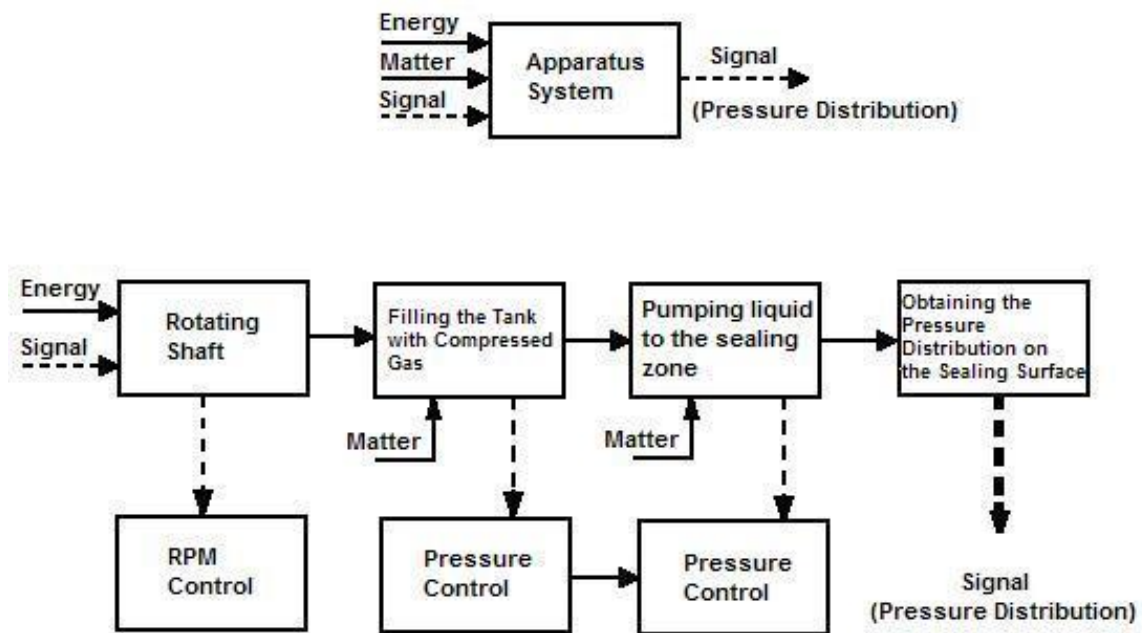 Energy
Matter
Signal
Apparatus
System
Signal
(Pressure Distribution)
Energy
Signal
Rotating
Shaft
Filling the Tank
with Compressed
Gas
Matter
Pumping liquid
to the sealing
zone
Matter
Obtaining the
Pressure
Distribution on
the Sealing Surface
RPM
Control
Pressure
Control
Pressure
Control
Signal
(Pressure Distribution)